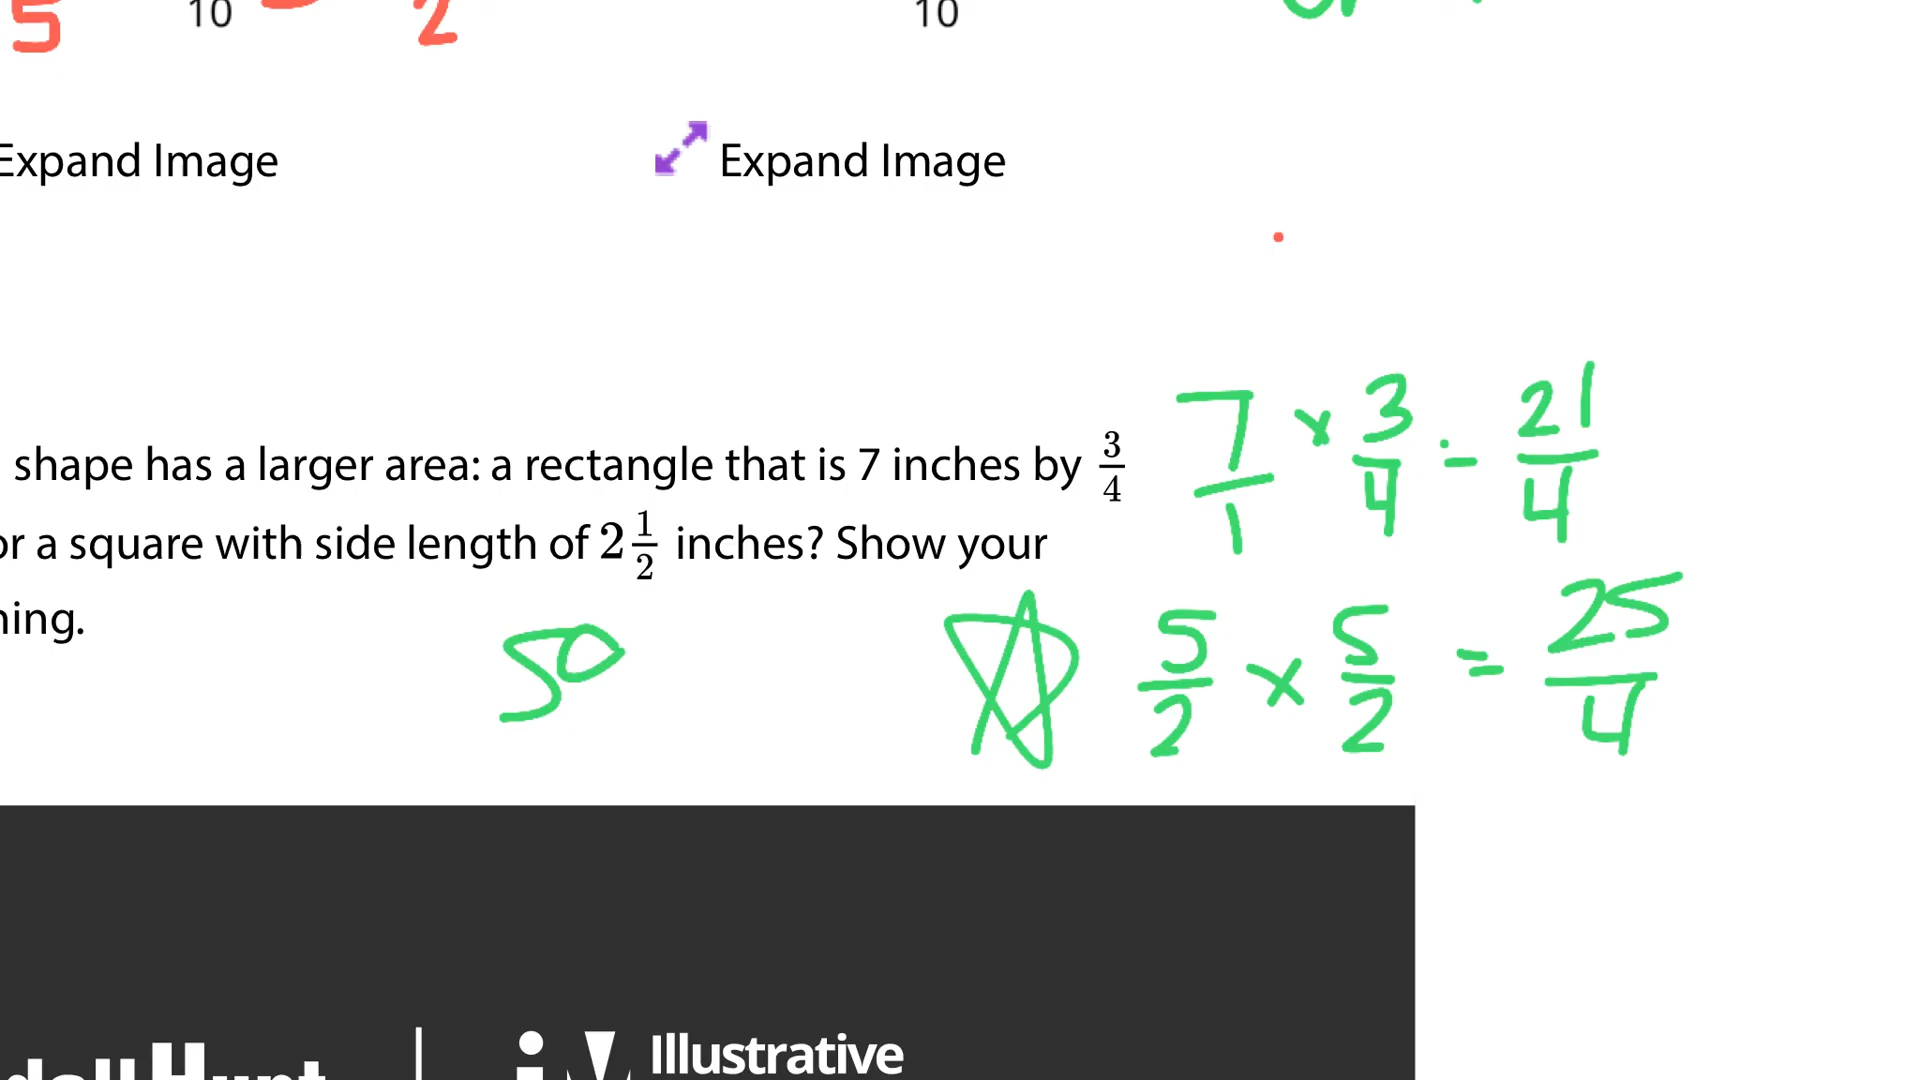 5 10 2 10
Expand Image Expand Image
7/1 × 3/4 = 21/4
shape has a larger area: a rectangle that is 7 inches by 3/4
or a square with side length of 2 1/2 inches? Show your
ning.
so
5/2 × 5/2 = 25/4
Illustrative